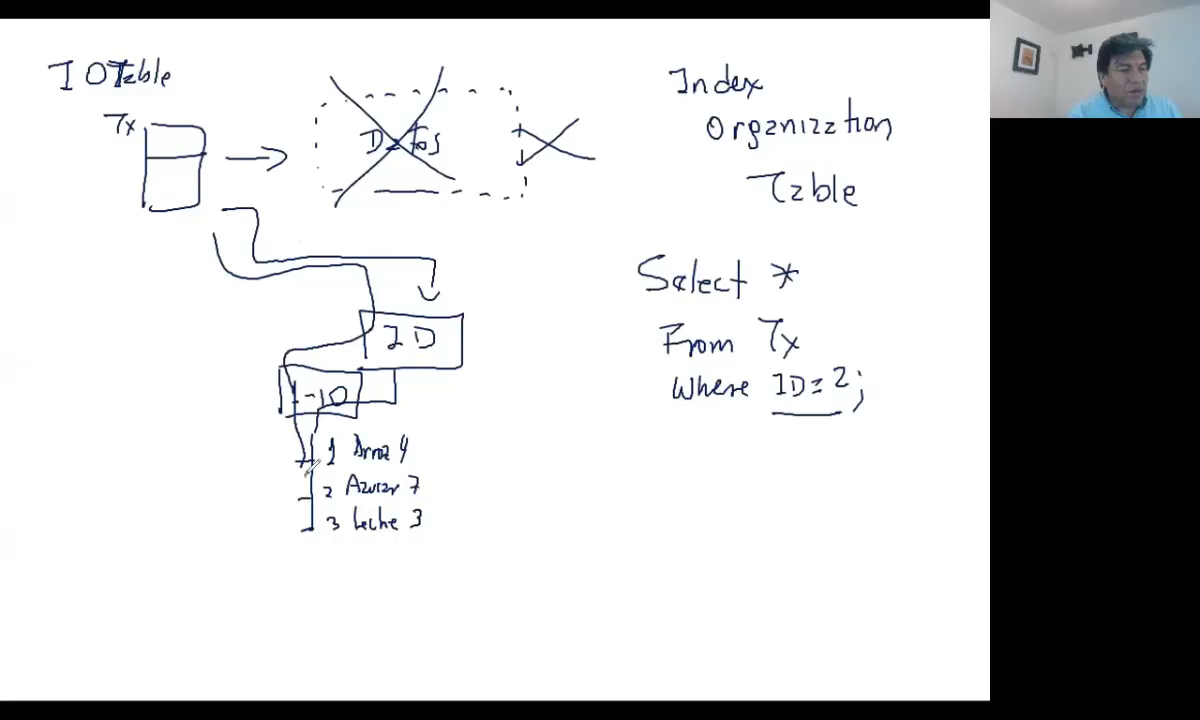 IOTable
Tx
Datos
ID
1-10
1 Arroz 4
2 Azucar 7
3 Leche 3
Index
Organization
Table
Select *
From Tx
Where ID=2;